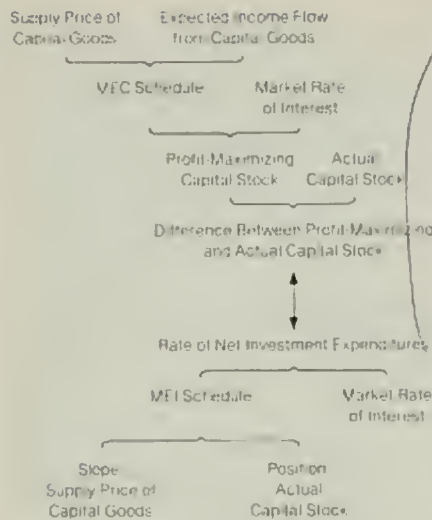 Supply Price of
Capital Goods
Expected Income Flow
from Capital Goods
MEC Schedule
Market Rate
of Interest
Profit-Maximizing
Capital Stock
Actual
Capital Stock
Difference Between Profit-Maximizing
and Actual Capital Stock
Rate of Net Investment Expenditures
MEI Schedule
Market Rate
of Interest
Slope
Supply Price of
Capital Goods
Position
Actual
Capital Stock